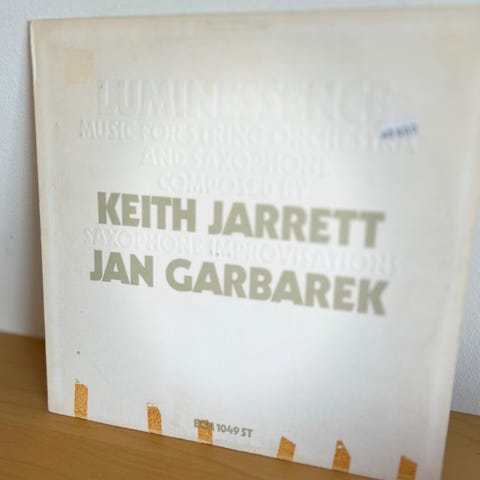 LUMINESSENCE
MUSIC FOR STRING ORCHESTRA
AND SAXOPHONE
COMPOSED BY
KEITH JARRETT
SAXOPHONE IMPROVISATIONS
JAN GARBAREK
ECM 1049 ST